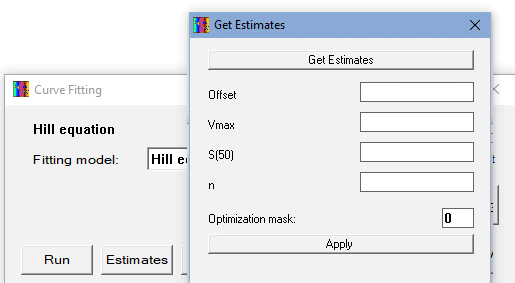 Get Estimates
Get Estimates
Offset
Vmax
S(50)
n
Optimization mask:
0
Apply
Curve Fitting
Hill equation
Fitting model:
Hill
Run
Estimates